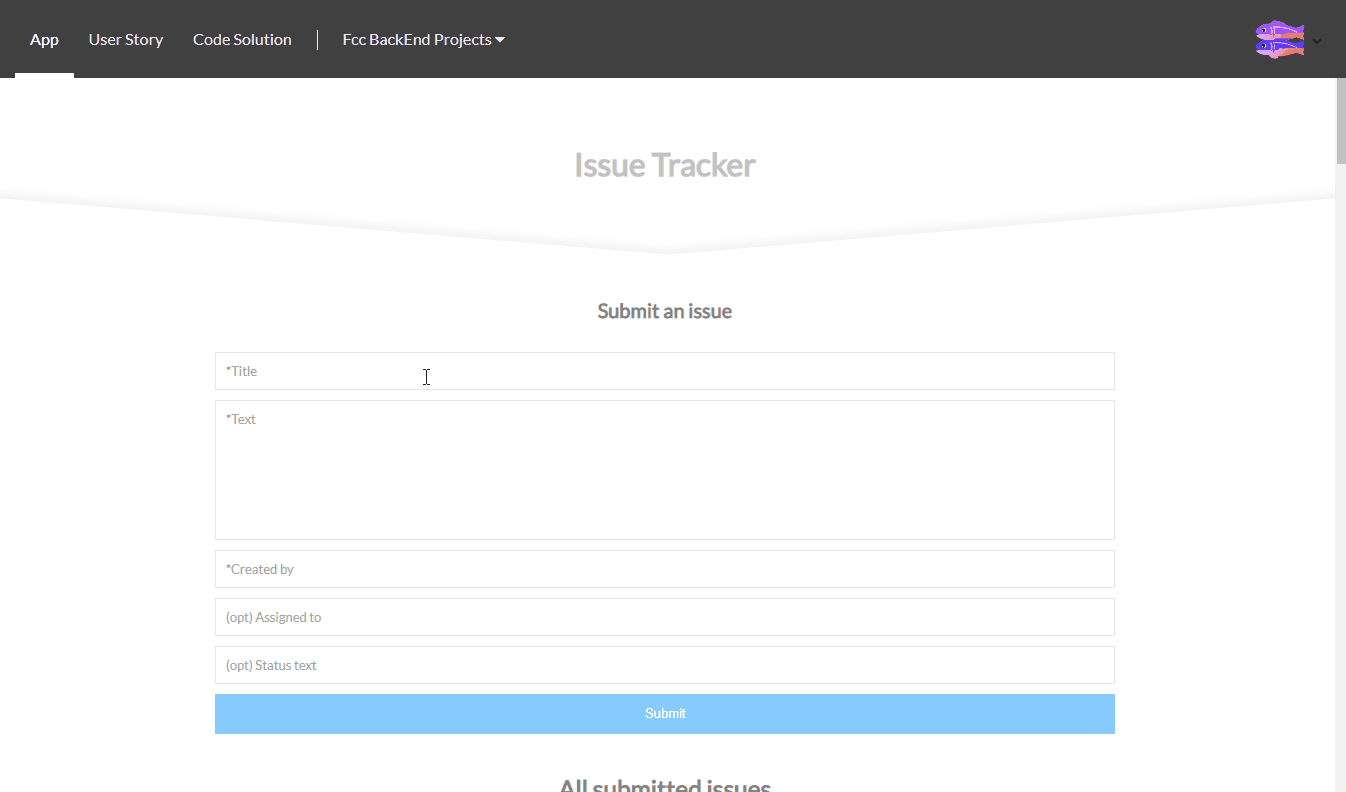 App User Story Code Solution Fcc BackEnd Projects
Issue Tracker
Submit an issue
*Title
*Text
*Created by
(opt) Assigned to
(opt) Status text
Submit
All submitted issues